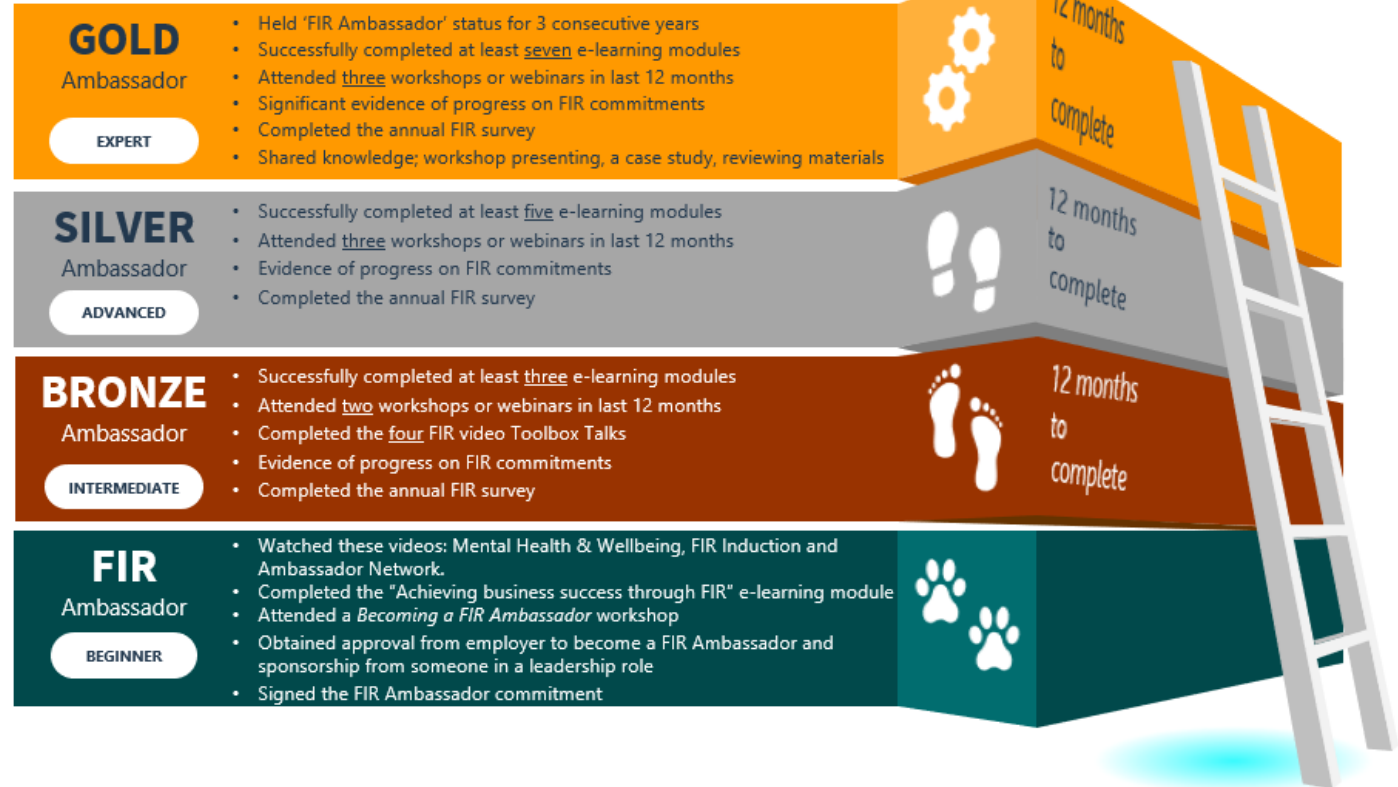 GOLD
Ambassador
EXPERT
• Held ‘FIR Ambassador’ status for 3 consecutive years
• Successfully completed at least seven e-learning modules
• Attended three workshops or webinars in last 12 months
• Significant evidence of progress on FIR commitments
• Completed the annual FIR survey
• Shared knowledge; workshop presenting, a case study, reviewing materials
12 months
to
complete
SILVER
Ambassador
ADVANCED
• Successfully completed at least five e-learning modules
• Attended three workshops or webinars in last 12 months
• Evidence of progress on FIR commitments
• Completed the annual FIR survey
12 months
to
complete
BRONZE
Ambassador
INTERMEDIATE
• Successfully completed at least three e-learning modules
• Attended two workshops or webinars in last 12 months
• Completed the four FIR video Toolbox Talks
• Evidence of progress on FIR commitments
• Completed the annual FIR survey
12 months
to
complete
FIR
Ambassador
BEGINNER
• Watched these videos: Mental Health & Wellbeing, FIR Induction and
Ambassador Network.
• Completed the “Achieving business success through FIR” e-learning module
• Attended a Becoming a FIR Ambassador workshop
• Obtained approval from employer to become a FIR Ambassador and
sponsorship from someone in a leadership role
• Signed the FIR Ambassador commitment